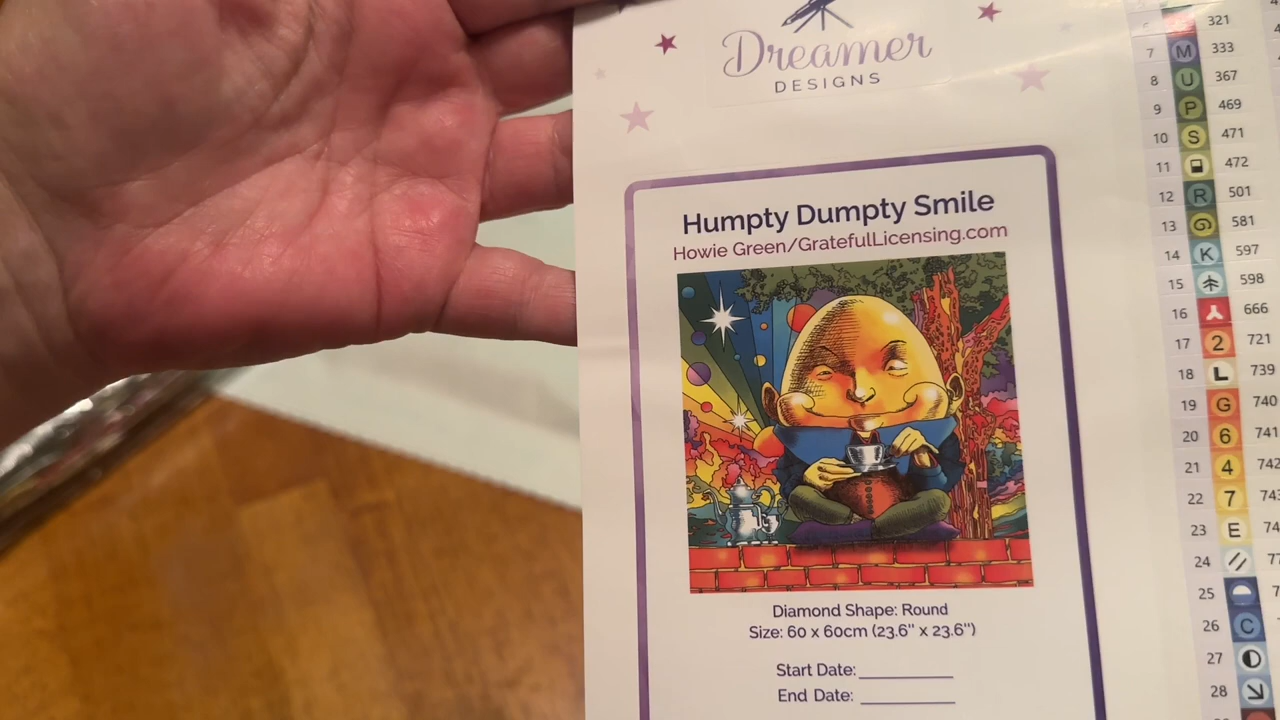 Dreamer
DESIGNS
Humpty Dumpty Smile
Howie Green/GratefulLicensing.com
Diamond Shape: Round
Size: 60 x 60cm (23.6" x 23.6")
Start Date:
End Date:
321
7 M 333
8 U 367
9 P 469
10 S 471
11 472
12 R 501
13 581
14 K 597
15 598
16 666
17 2 721
18 L 739
19 G 740
20 6 741
21 4 742
22 7
23 E
24
25
26 C
27
28